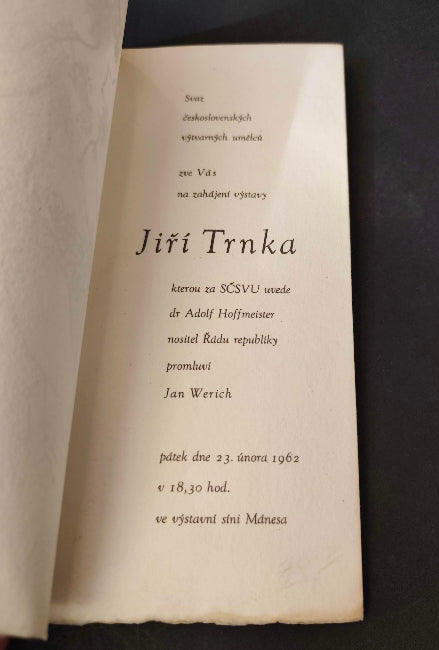 Svaz
československých
výtvarných umělců
zve Vás
na zahájení výstavy
Jiří Trnka
kterou za SČSVU uvede
dr Adolf Hoffmeister
nositel Řádu republiky
promluví
Jan Werich
pátek dne 23. února 1962
v 18,30 hod.
ve výstavní síni Mánesa